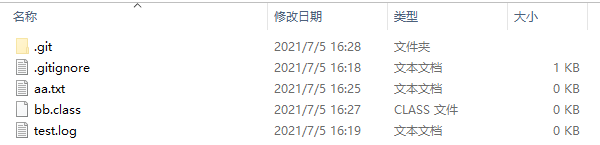 名称 修改日期 类型 大小
.git 2021/7/5 16:28 文件夹
.gitignore 2021/7/5 16:18 文本文档 1 KB
aa.txt 2021/7/5 16:25 文本文档 0 KB
bb.class 2021/7/5 16:27 CLASS 文件 0 KB
test.log 2021/7/5 16:19 文本文档 0 KB